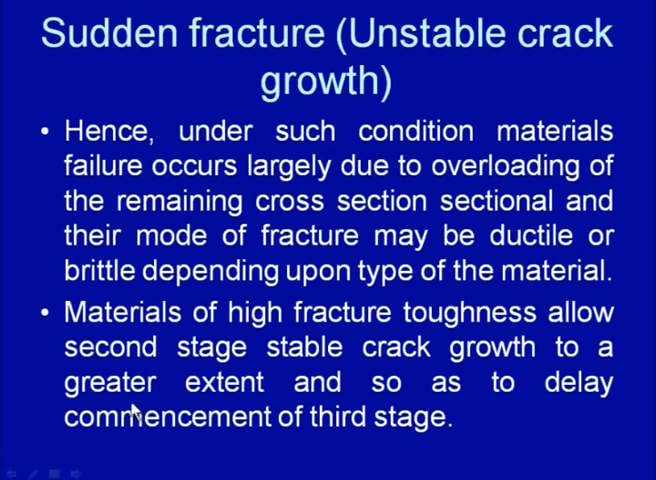 Sudden fracture (Unstable crack
growth)
• Hence, under such condition materials
failure occurs largely due to overloading of
the remaining cross section sectional and
their mode of fracture may be ductile or
brittle depending upon type of the material.
• Materials of high fracture toughness allow
second stage stable crack growth to a
greater extent and so as to delay
commencement of third stage.